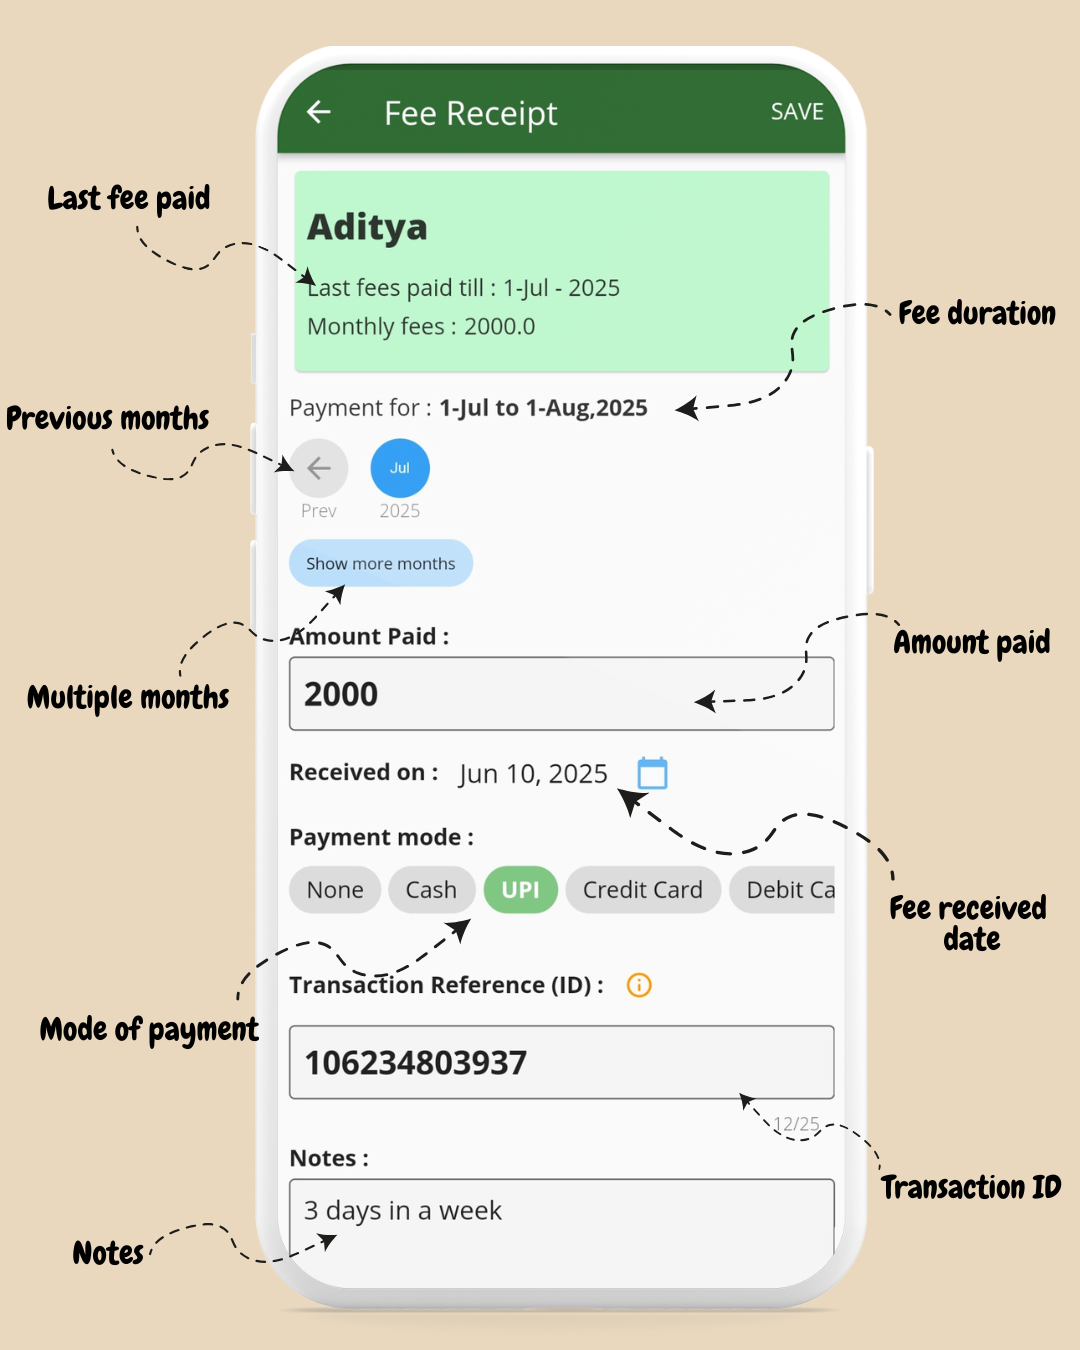 Fee Receipt
SAVE
Last fee paid
Aditya
Last fees paid till : 1-Jul - 2025
Monthly fees : 2000.0
Fee duration
Payment for : 1-Jul to 1-Aug,2025
Previous months
Jul
Prev
2025
Show more months
Multiple months
Amount Paid :
Amount paid
2000
Received on : Jun 10, 2025
Payment mode :
None Cash UPI Credit Card Debit Ca
Fee received
date
Mode of payment
Transaction Reference (ID) :
106234803937
12/25
Transaction ID
Notes :
3 days in a week
Notes